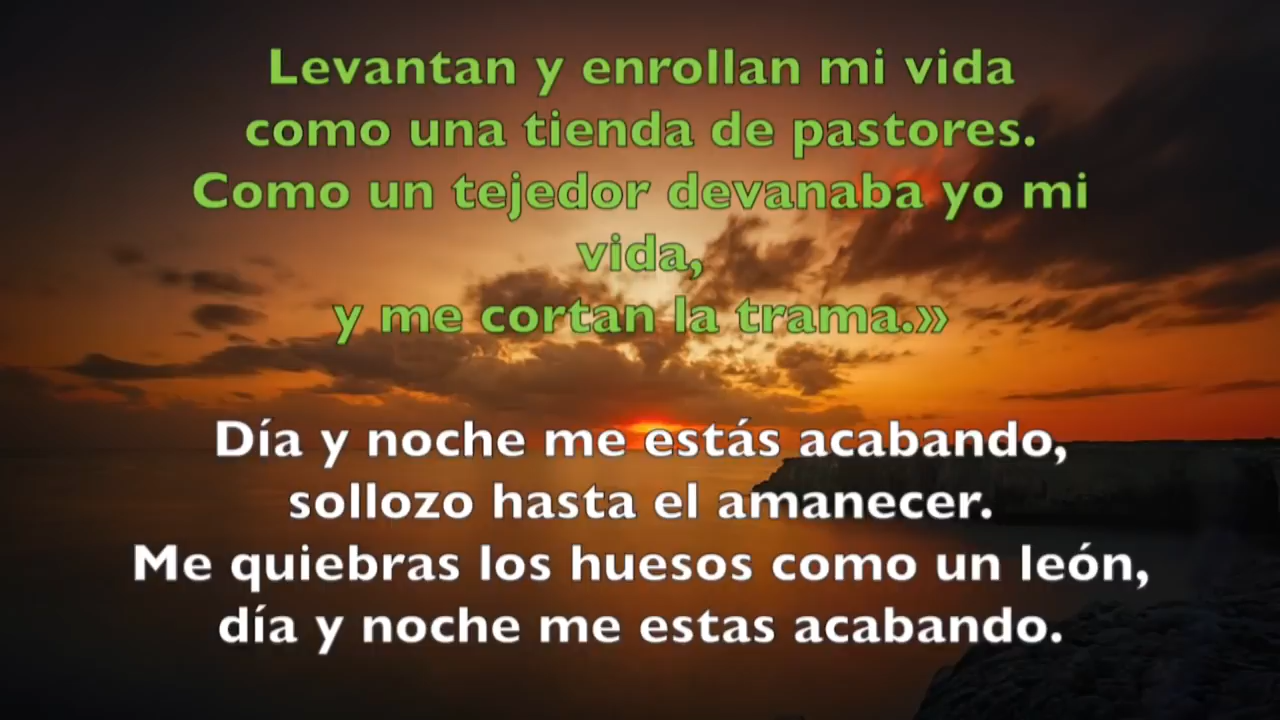 Levantan y enrollan mi vida
como una tienda de pastores.
Como un tejedor devanaba yo mi
vida,
y me cortan la trama.»
Día y noche me estás acabando,
sollozo hasta el amanecer.
Me quiebras los huesos como un león,
día y noche me estas acabando.